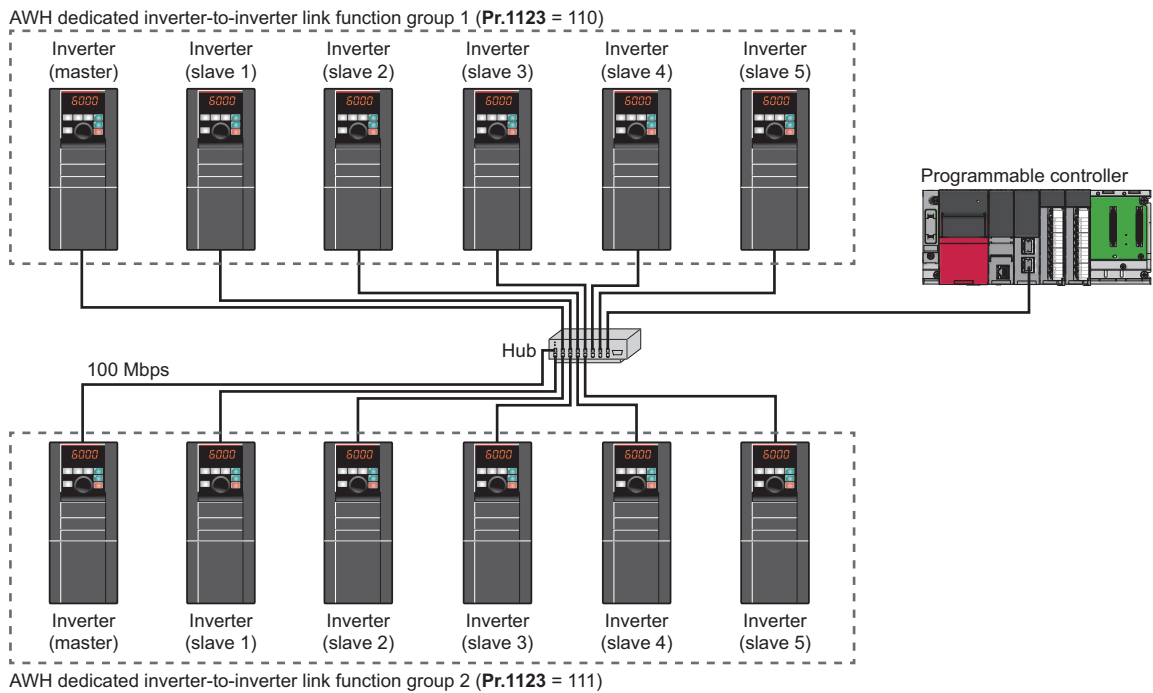 AWH dedicated inverter-to-inverter link function group 1 (Pr.1123 = 110)
Inverter
(master)
Inverter
(slave 1)
Inverter
(slave 2)
Inverter
(slave 3)
Inverter
(slave 4)
Inverter
(slave 5)
6000
6000
6000
6000
6000
6000
Programmable controller
Hub
100 Mbps
6000
6000
6000
6000
6000
6000
Inverter
(master)
Inverter
(slave 1)
Inverter
(slave 2)
Inverter
(slave 3)
Inverter
(slave 4)
Inverter
(slave 5)
AWH dedicated inverter-to-inverter link function group 2 (Pr.1123 = 111)